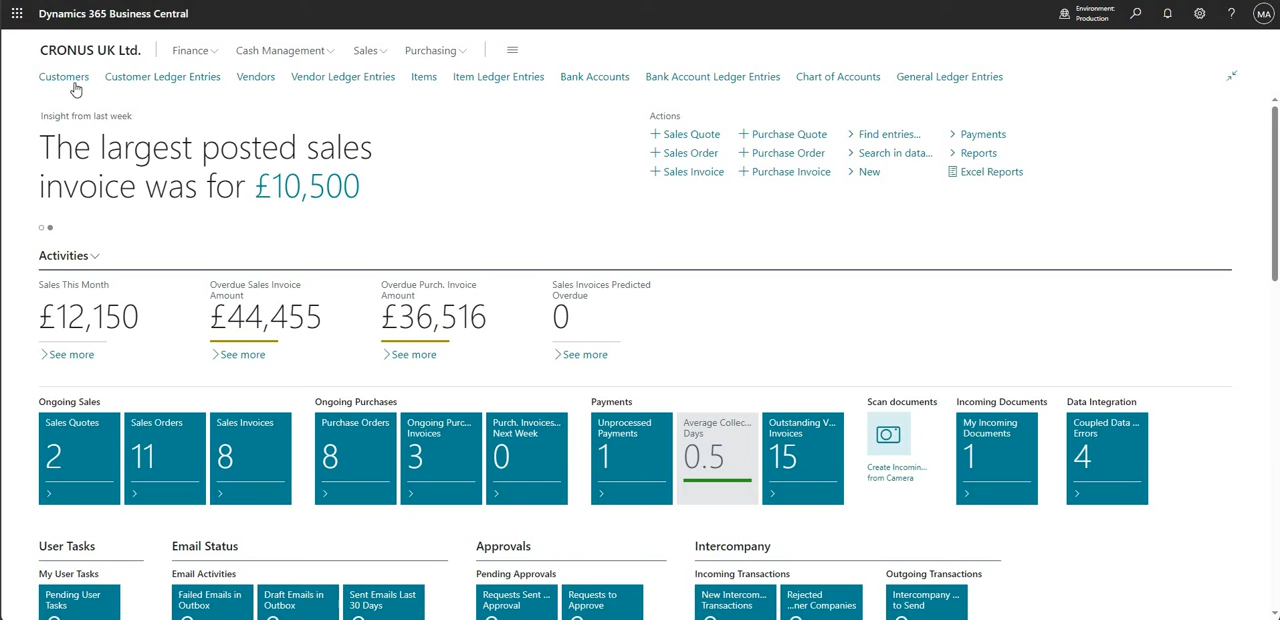 Dynamics 365 Business Central
Environment:
Production
MA
CRONUS UK Ltd.
Finance
Cash Management
Sales
Purchasing
Customers
Customer Ledger Entries
Vendors
Vendor Ledger Entries
Items
Item Ledger Entries
Bank Accounts
Bank Account Ledger Entries
Chart of Accounts
General Ledger Entries
Insight from last week
The largest posted sales
invoice was for £10,500
Actions
+ Sales Quote
+ Purchase Quote
> Find entries...
> Payments
+ Sales Order
+ Purchase Order
> Search in data...
> Reports
+ Sales Invoice
+ Purchase Invoice
> New
Excel Reports
Activities
Sales This Month
£12,150
> See more
Overdue Sales Invoice
Amount
£44,455
> See more
Overdue Purch. Invoice
Amount
£36,516
> See more
Sales Invoices Predicted
Overdue
0
> See more
Ongoing Sales
Sales Quotes
2
Sales Orders
11
Sales Invoices
8
Ongoing Purchases
Purchase Orders
8
Ongoing Purc...
Invoices
3
Purch. Invoices...
Next Week
0
Payments
Unprocessed
Payments
1
Average Collec...
Days
0.5
Outstanding V...
Invoices
15
Scan documents
Create Incomin...
from Camera
Incoming Documents
My Incoming
Documents
1
Data Integration
Coupled Data ...
Errors
4
User Tasks
My User Tasks
Pending User
Tasks
Email Status
Email Activities
Failed Emails in
Outbox
Draft Emails in
Outbox
Sent Emails Last
30 Days
Approvals
Pending Approvals
Requests Sent ...
Approval
Requests to
Approve
Intercompany
Incoming Transactions
New Intercom...
Transactions
Rejected
...ner Companies
Outgoing Transactions
Intercompany ...
to Send